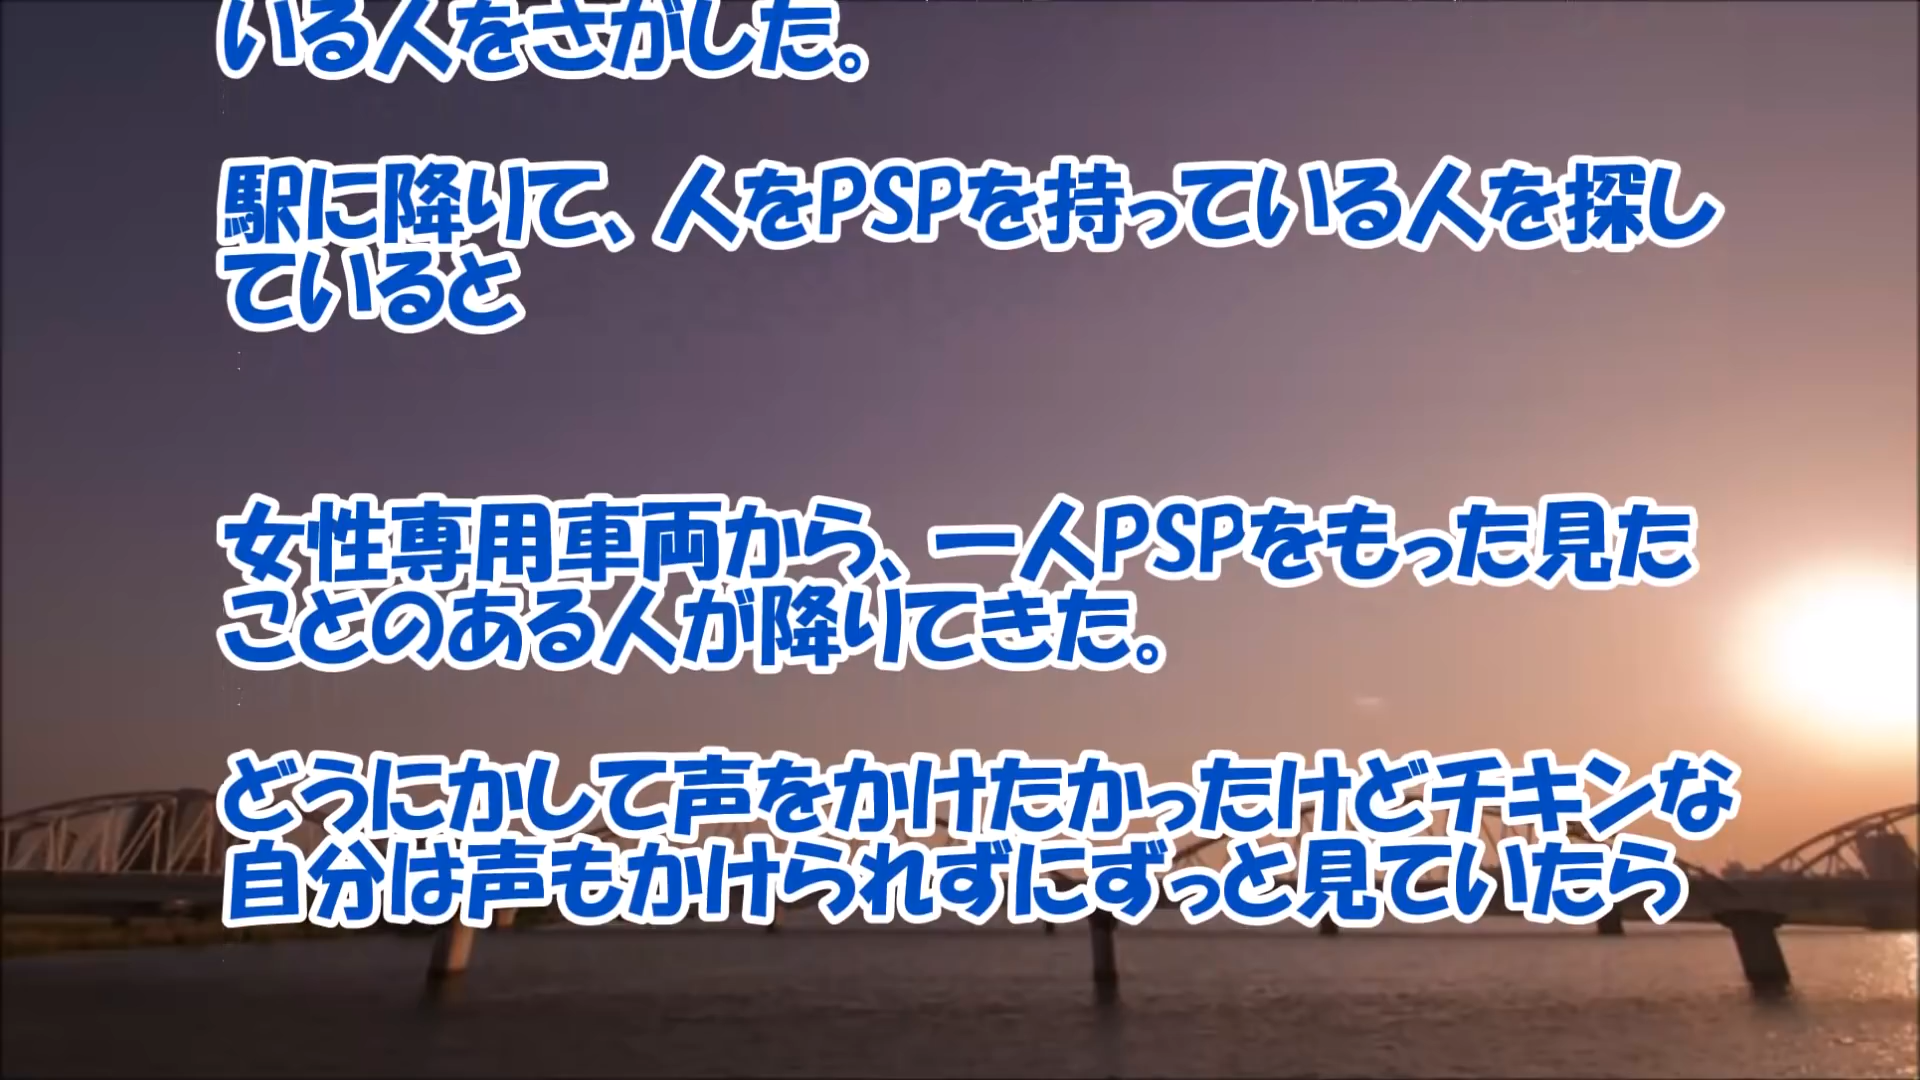 いる人をさがした。
駅に降りて、人をPSPを持っている人を探し
ていると
女性専用車両から、一人PSPをもった見た
ことのある人が降りてきた。
どうにかして声をかけたかったけどチキンな
自分は声もかけられずにずっと見ていたら